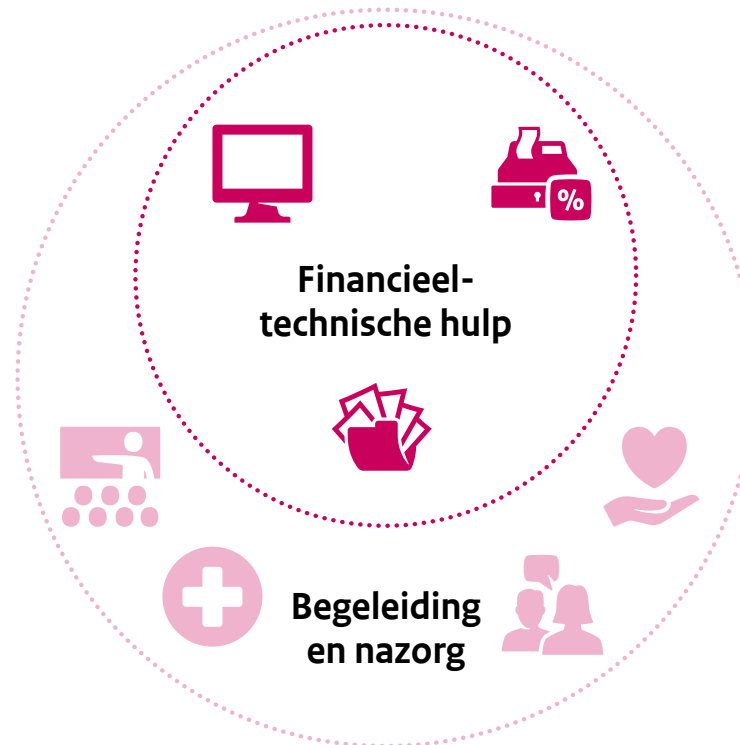 %
Financieel-
technische hulp
Begeleiding
en nazorg